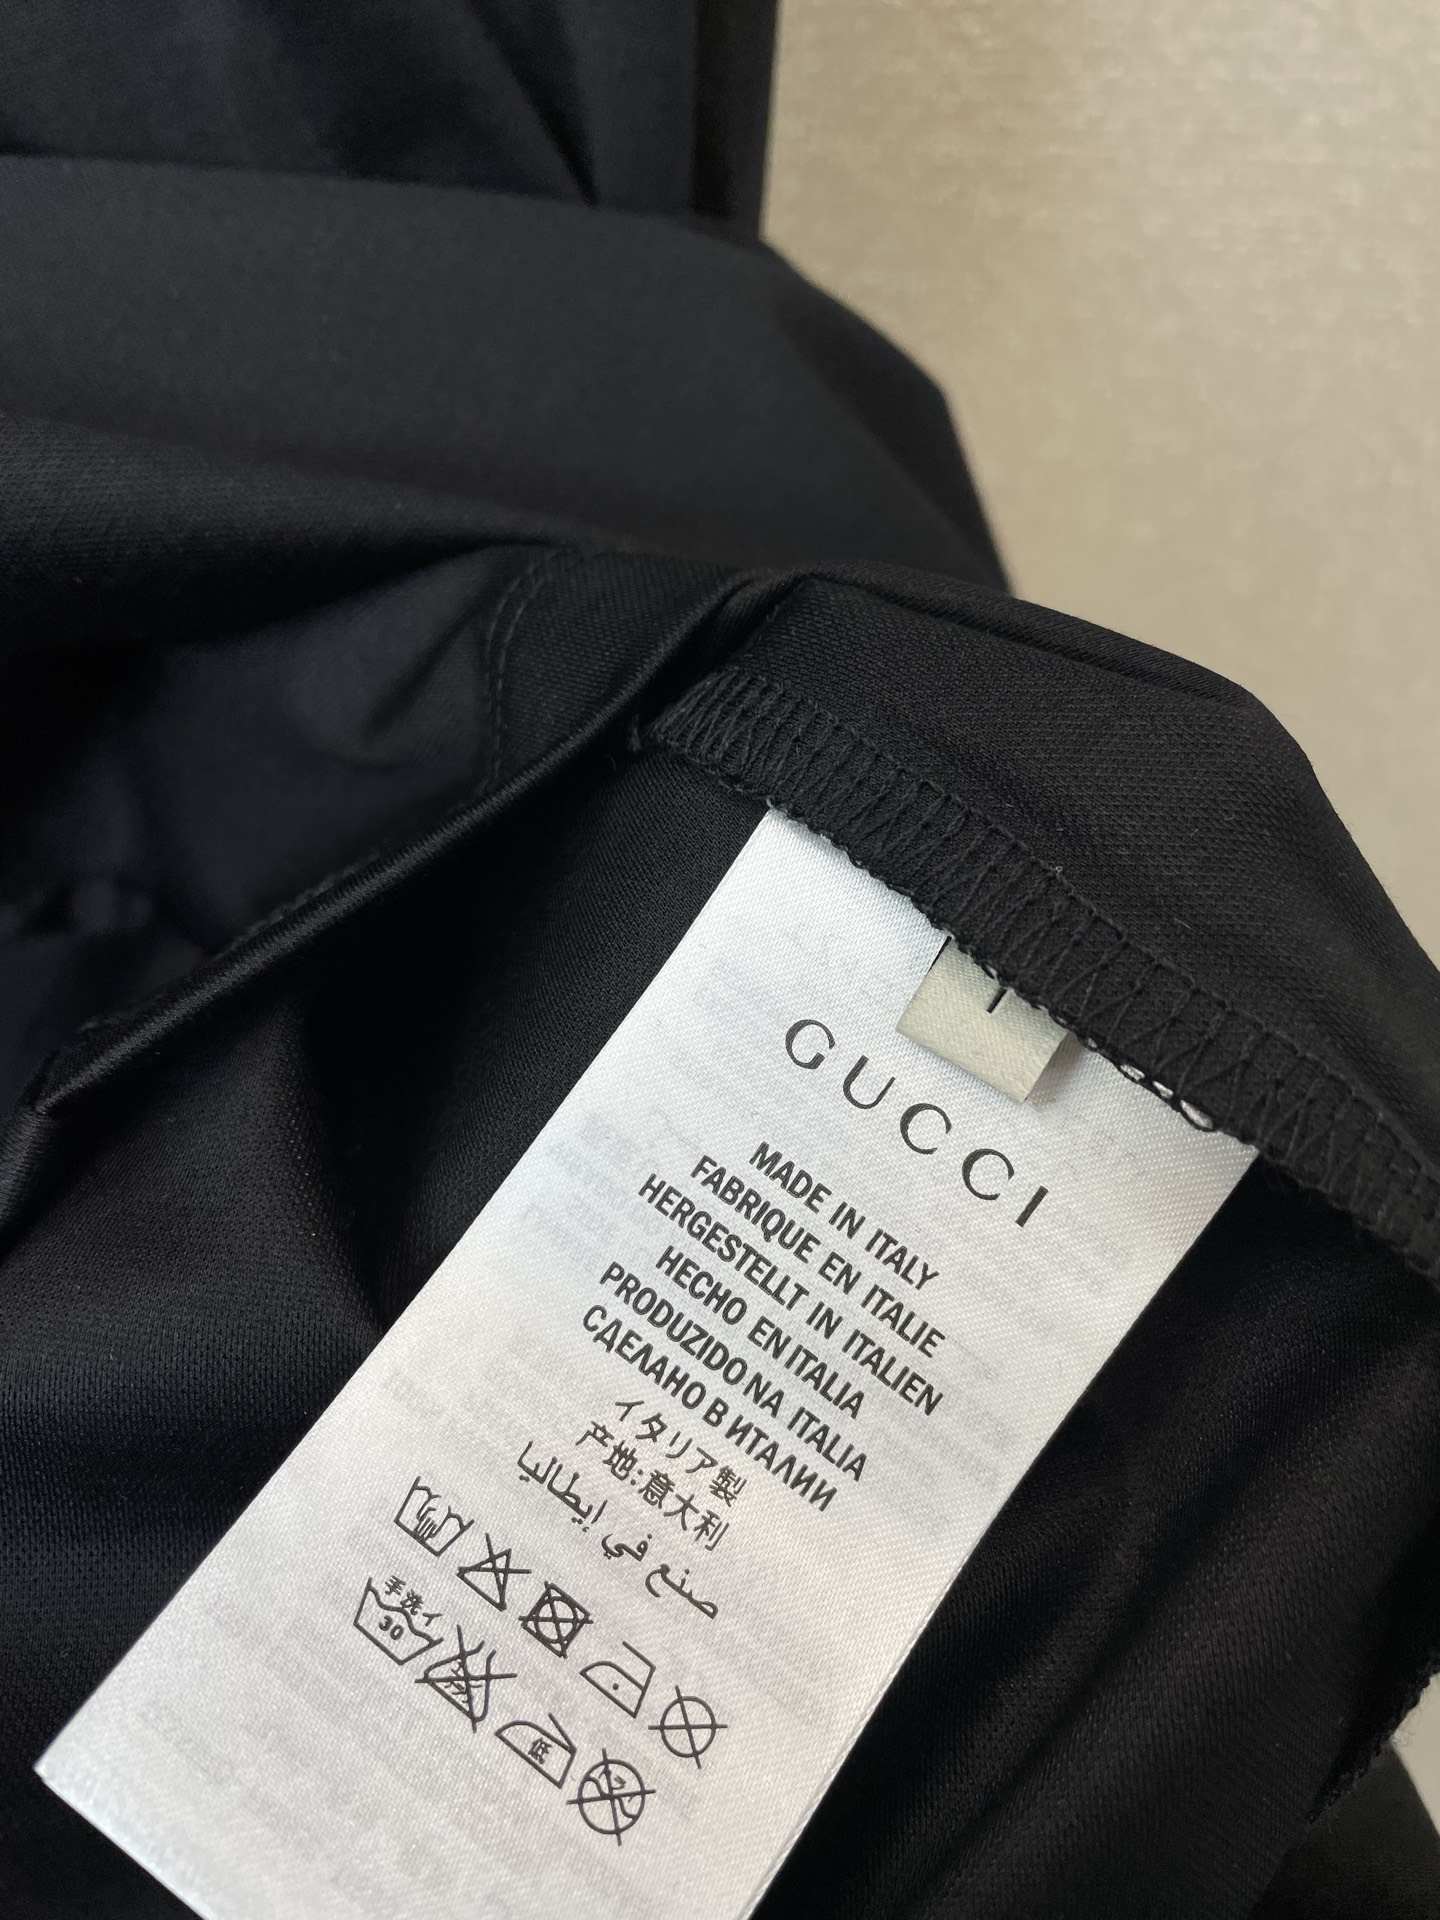 GUCCI
MADE IN ITALY
FABRIQUE EN ITALIE
HERGESTELLT IN ITALIEN
HECHO EN ITALIA
PRODUZIDO NA ITALIA
СДЕЛАНО В ИТАЛИИ
イタリア製
产地:意大利
صنع في إيطاليا
手洗イ
30
低